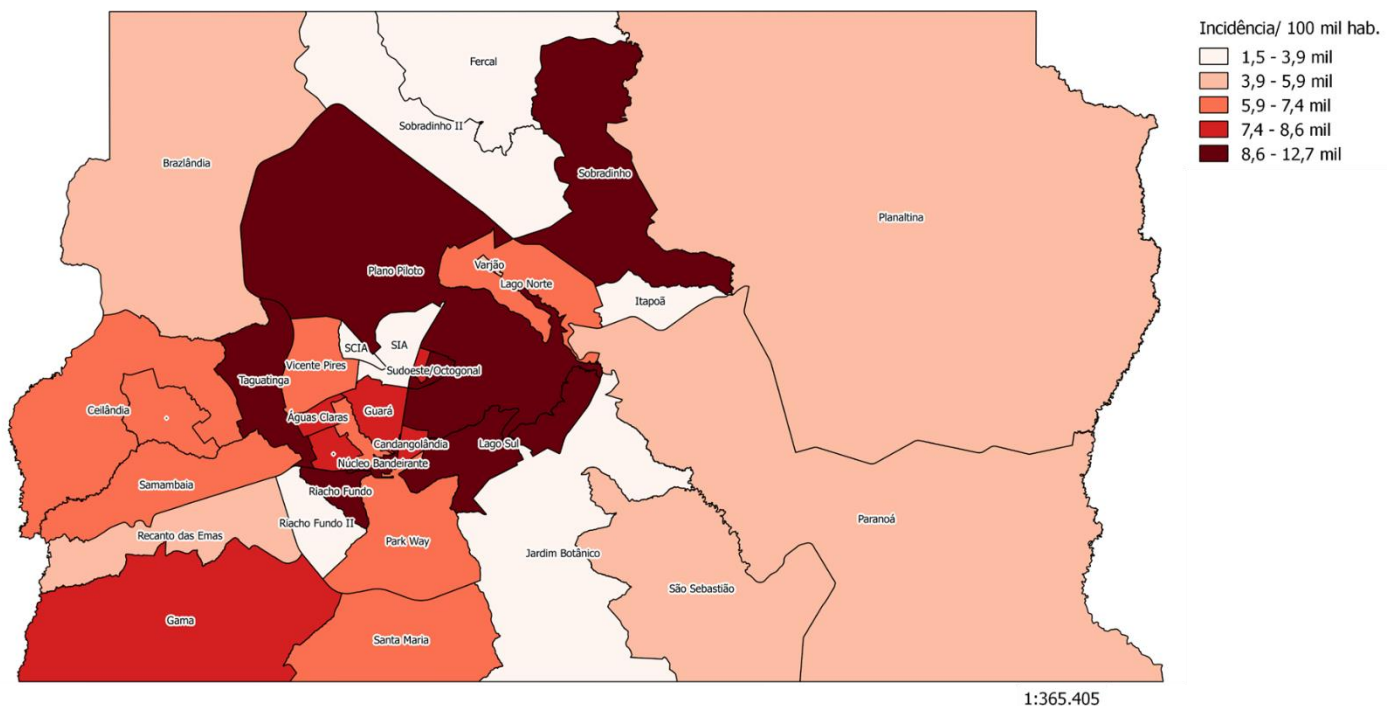 Incidência/ 100 mil hab.
1,5 - 3,9 mil
3,9 - 5,9 mil
5,9 - 7,4 mil
7,4 - 8,6 mil
8,6 - 12,7 mil
Fercal
Sobradinho II
Brazlândia
Sobradinho
Planaltina
Plano Piloto
Varjão
Lago Norte
Itapoã
SCIA
SIA
Vicente Pires
Sudoeste/Octogonal
Taguatinga
Ceilândia
Águas Claras
Guará
Candangolândia
Lago Sul
Núcleo Bandeirante
Samambaia
Riacho Fundo
Riacho Fundo II
Recanto das Emas
Park Way
Jardim Botânico
Paranoá
São Sebastião
Gama
Santa Maria
1:365.405